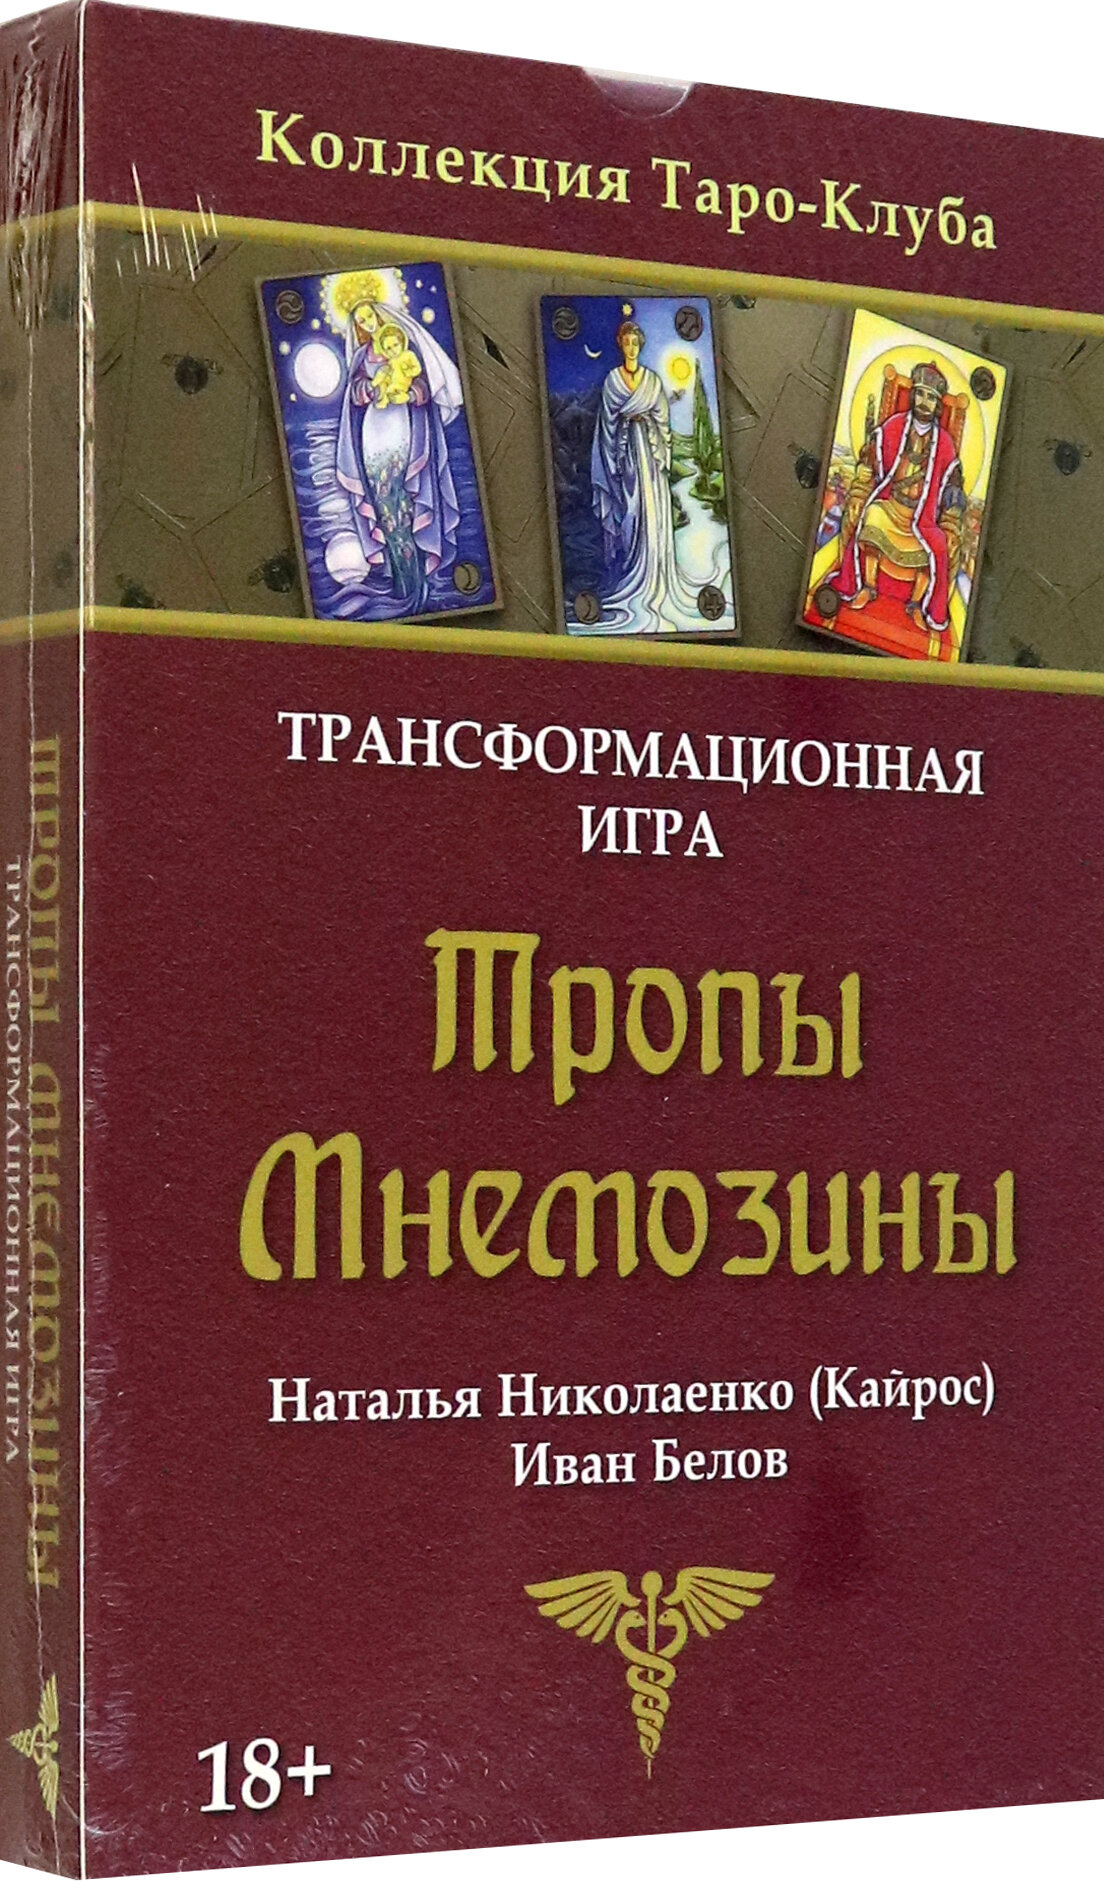 Коллекция Таро-Клуба
ТРАНСФОРМАЦИОННАЯ
ИГРА
Тропы
Мнемозины
Наталья Николаенко (Кайрос)
Иван Белов
18+
ТРОПЫ МНЕМОЗИНЫ
ТРАНСФОРМАЦИОННАЯ ИГРА